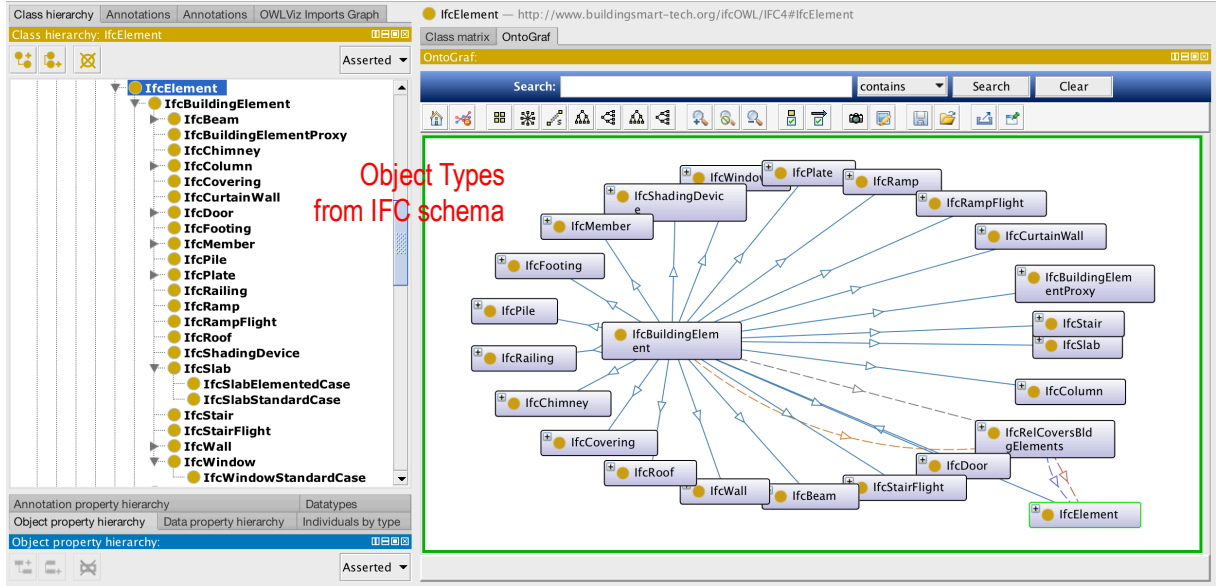 Class hierarchy Annotations Annotations OWLViz Imports Graph
Class hierarchy: IfcElement
Asserted
IfcElement
IfcBuildingElement
IfcBeam
IfcBuildingElementProxy
IfcChimney
IfcColumn
IfcCovering
IfcCurtainWall
IfcDoor
IfcFooting
IfcMember
IfcPile
IfcPlate
IfcRailing
IfcRamp
IfcRampFlight
IfcRoof
IfcShadingDevice
IfcSlab
IfcSlabElementedCase
IfcSlabStandardCase
IfcStair
IfcStairFlight
IfcWall
IfcWindow
IfcWindowStandardCase
Annotation property hierarchy Datatypes
Object property hierarchy Data property hierarchy Individuals by type
Object property hierarchy:
Asserted
Object Types
from IFC schema
IfcElement — http://www.buildingsmart-tech.org/ifcOWL/IFC4#IfcElement
Class matrix OntoGraf
OntoGraf:
Search: contains Search Clear
IfcWindow
IfcPlate
IfcRamp
IfcShadingDevic
e
IfcRampFlight
IfcMember
IfcCurtainWall
IfcFooting
IfcBuildingElem
entProxy
IfcPile
IfcStair
IfcBuildingElem
ent
IfcSlab
IfcRailing
IfcColumn
IfcChimney
IfcRelCoversBld
gElements
IfcCovering
IfcDoor
IfcRoof
IfcStairFlight
IfcWall
IfcBeam
IfcElement